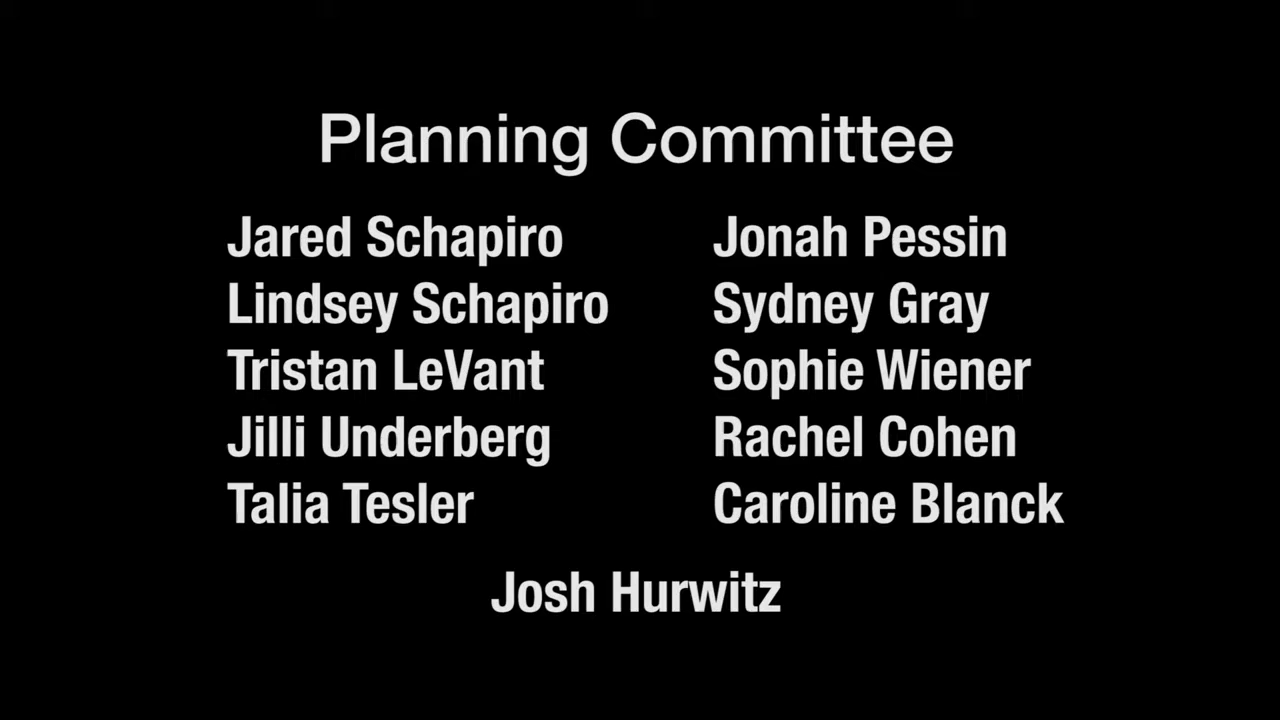 Planning Committee
Jared Schapiro
Lindsey Schapiro
Tristan LeVant
Jilli Underberg
Talia Tesler
Jonah Pessin
Sydney Gray
Sophie Wiener
Rachel Cohen
Caroline Blanck
Josh Hurwitz